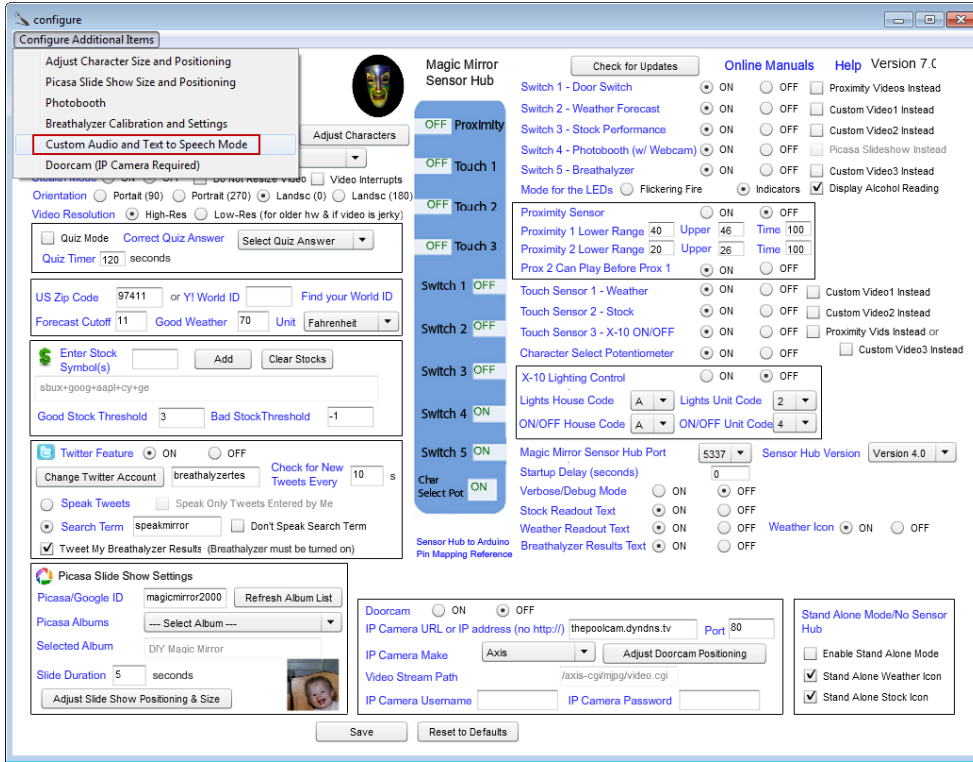 configure
Configure Additional Items
Adjust Character Size and Positioning
Picasa Slide Show Size and Positioning
Photobooth
Breathalyzer Calibration and Settings
Custom Audio and Text to Speech Mode
Doorcam (IP Camera Required)
Adjust Characters
Video Interrupts
Orientation Portait (90) Portrait (270) Landsc (0) Landsc (180)
Video Resolution High-Res Low-Res (for older hw & if video is jerky)
Quiz Mode Correct Quiz Answer Select Quiz Answer
Quiz Timer 120 seconds
US Zip Code 97411 or Y! World ID Find your World ID
Forecast Cutoff 11 Good Weather 70 Unit Fahrenheit
Enter Stock
Symbol(s) Add Clear Stocks
sbux+goog+aapl+cy+ge
Good Stock Threshold 3 Bad StockThreshold -1
Twitter Feature ON OFF
Change Twitter Account breathalyzertes Check for New
Tweets Every 10 s
Speak Tweets Speak Only Tweets Entered by Me
Search Term speakmirror Don't Speak Search Term
Tweet My Breathalyzer Results (Breathalyzer must be turned on)
Picasa Slide Show Settings
Picasa/Google ID magicmirror2000 Refresh Album List
Picasa Albums --- Select Album ---
Selected Album DIY Magic Mirror
Slide Duration 5 seconds
Adjust Slide Show Positioning & Size
Magic Mirror
Sensor Hub
OFF Proximity
OFF Touch 1
OFF Touch 2
OFF Touch 3
Switch 1 OFF
Switch 2 OFF
Switch 3 OFF
Switch 4 ON
Switch 5 ON
Char
Select Pot ON
Sensor Hub to Arduino
Pin Mapping Reference
Check for Updates Online Manuals Help Version 7.0
Switch 1 - Door Switch ON OFF Proximity Videos Instead
Switch 2 - Weather Forecast ON OFF Custom Video1 Instead
Switch 3 - Stock Performance ON OFF Custom Video2 Instead
Switch 4 - Photobooth (w/ Webcam) ON OFF Picasa Slideshow Instead
Switch 5 - Breathalyzer ON OFF Custom Video3 Instead
Mode for the LEDs Flickering Fire Indicators Display Alcohol Reading
Proximity Sensor ON OFF
Proximity 1 Lower Range 40 Upper 46 Time 100
Proximity 2 Lower Range 20 Upper 26 Time 100
Prox 2 Can Play Before Prox 1 ON OFF
Touch Sensor 1 - Weather ON OFF Custom Video1 Instead
Touch Sensor 2 - Stock ON OFF Custom Video2 Instead
Touch Sensor 3 - X-10 ON/OFF ON OFF Proximity Vids Instead or
Character Select Potentiometer ON OFF Custom Video3 Instead
X-10 Lighting Control ON OFF
Lights House Code A Lights Unit Code 2
ON/OFF House Code A ON/OFF Unit Code 4
Magic Mirror Sensor Hub Port 5337 Sensor Hub Version Version 4.0
Startup Delay (seconds) 0
Verbose/Debug Mode ON OFF
Stock Readout Text ON OFF
Weather Readout Text ON OFF Weather Icon ON OFF
Breathalyzer Results Text ON OFF
Doorcam ON OFF
IP Camera URL or IP address (no http://) thepoolcam.dyndns.tv Port 80
IP Camera Make Axis Adjust Doorcam Positioning
Video Stream Path /axis-cgi/mjpg/video.cgi
IP Camera Username IP Camera Password
Stand Alone Mode/No Sensor
Hub
Enable Stand Alone Mode
Stand Alone Weather Icon
Stand Alone Stock Icon
Save Reset to Defaults